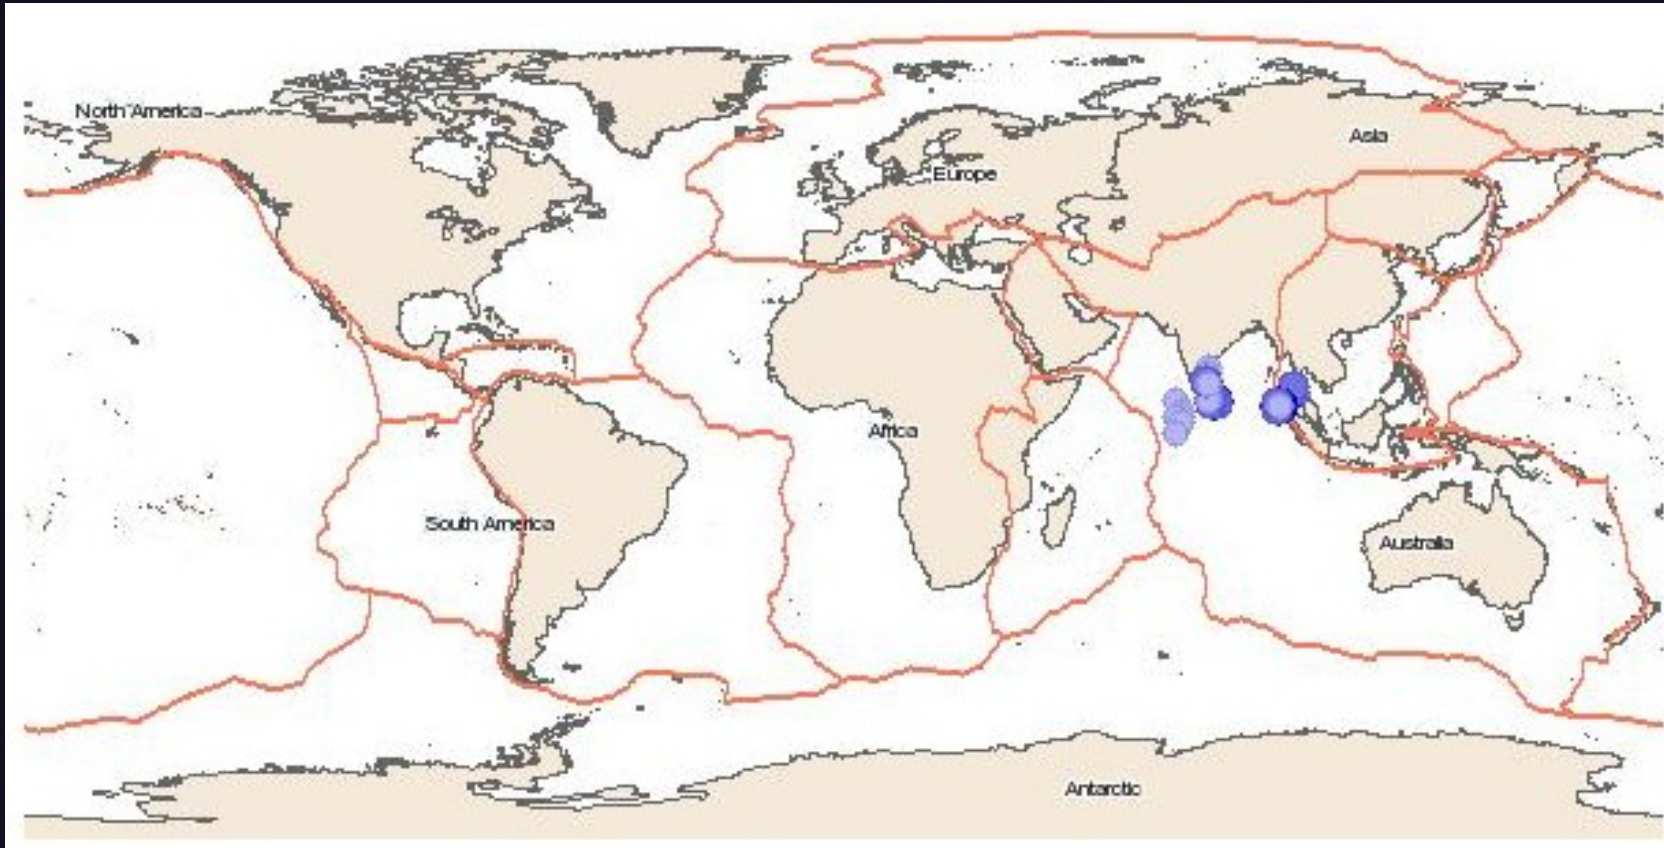 North America
Asia
Europe
Africa
South America
Australia
Antarctic